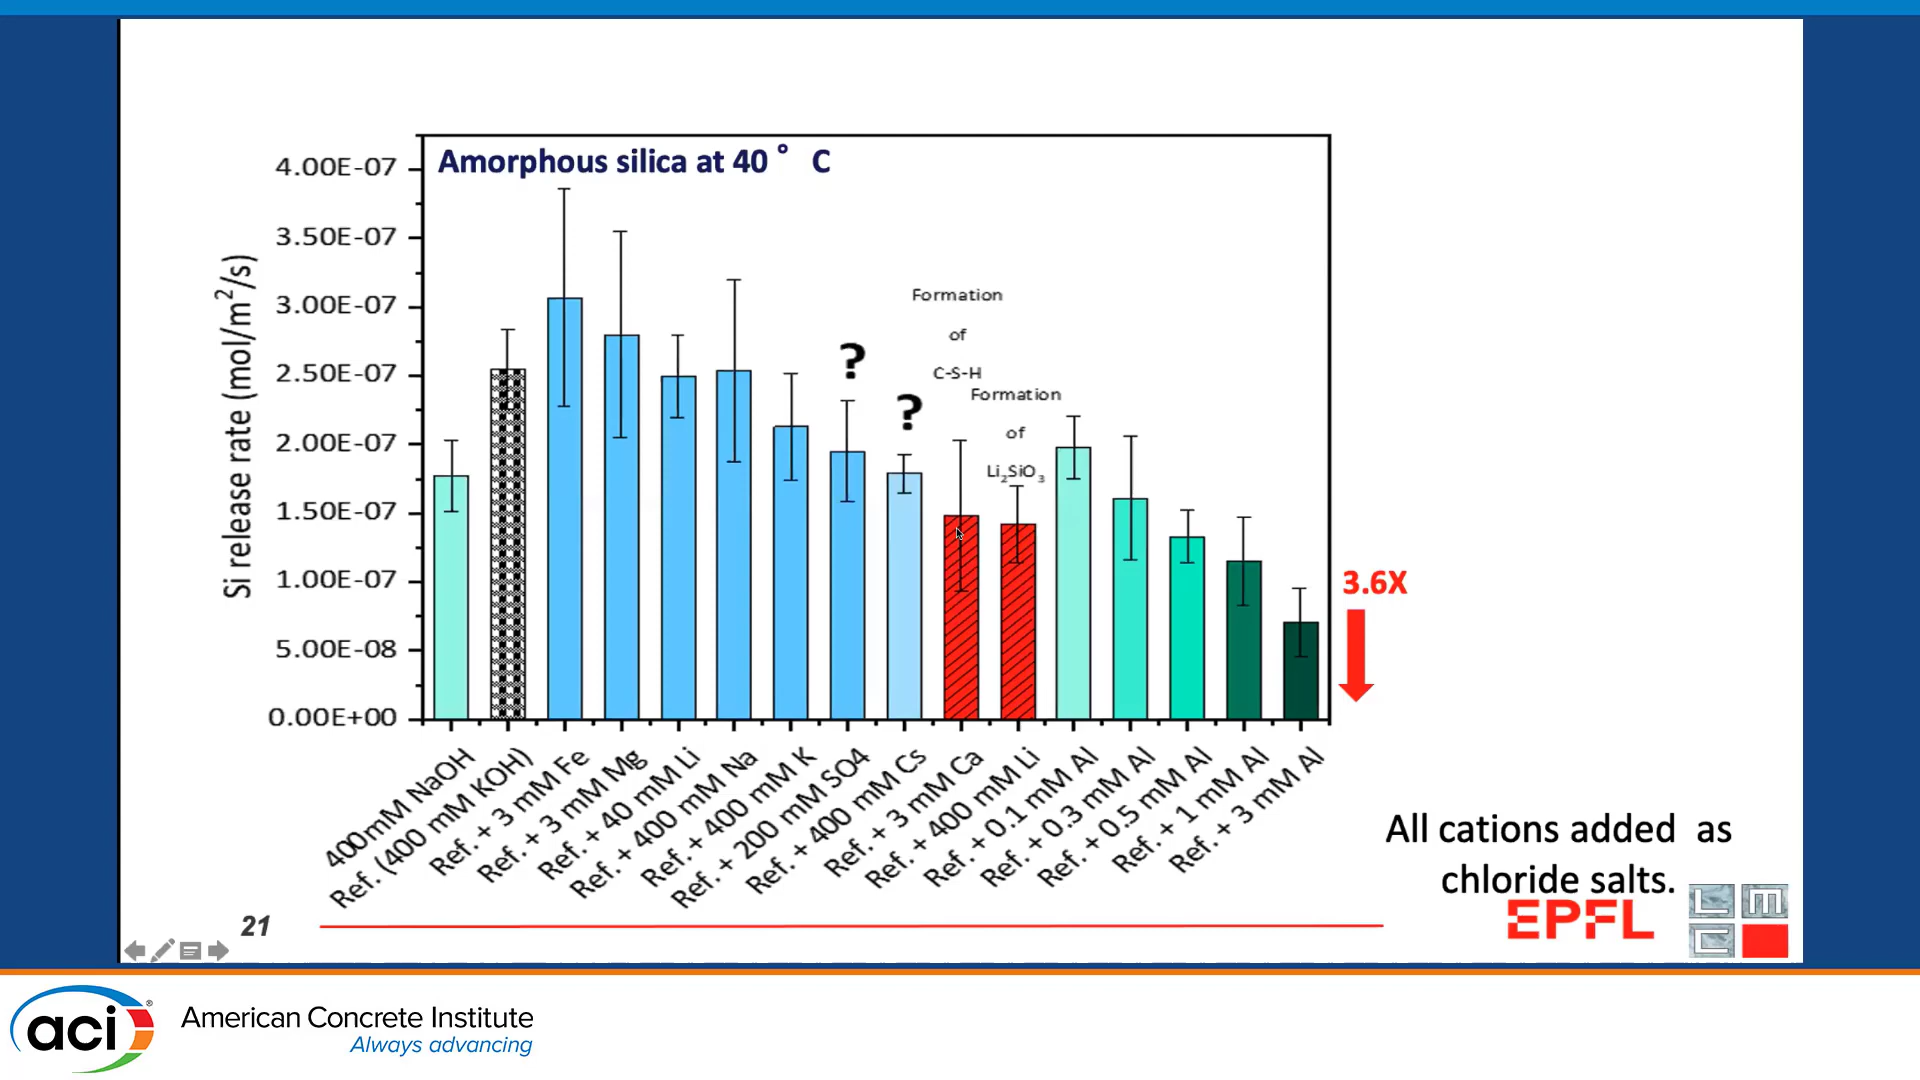 Amorphous silica at 40 ° C
Si release rate (mol/m²/s)
4.00E-07
3.50E-07
3.00E-07
2.50E-07
2.00E-07
1.50E-07
1.00E-07
5.00E-08
0.00E+00
?
?
Formation
of
C-S-H
Formation
of
Li₂SiO₃
3.6X
400mM NaOH
Ref. (400 mM KOH)
Ref. + 3 mM Fe
Ref. + 3 mM Mg
Ref. + 40 mM Li
Ref. + 400 mM Na
Ref. + 400 mM K
Ref. + 200 mM SO4
Ref. + 400 mM Cs
Ref. + 3 mM Ca
Ref. + 400 mM Li
Ref. + 0.1 mM Al
Ref. + 0.3 mM Al
Ref. + 0.5 mM Al
Ref. + 1 mM Al
Ref. + 3 mM Al
All cations added as
chloride salts.
21
EPFL
L M
C
aci®
American Concrete Institute
Always advancing